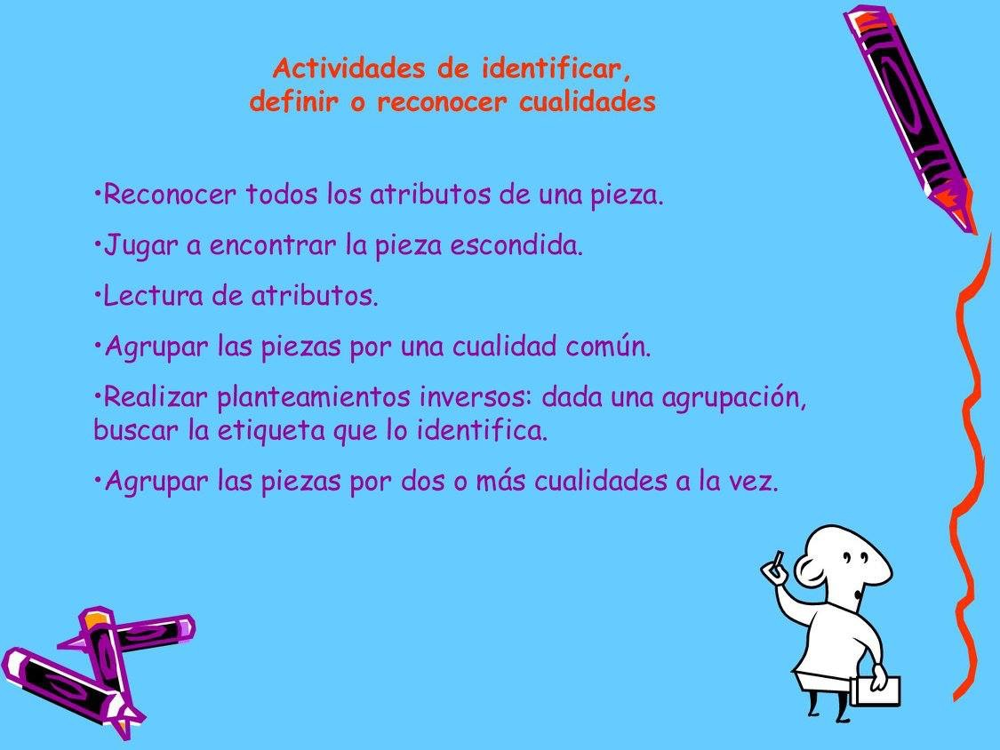 Actividades de identificar,
definir o reconocer cualidades
•Reconocer todos los atributos de una pieza.
•Jugar a encontrar la pieza escondida.
•Lectura de atributos.
•Agrupar las piezas por una cualidad común.
•Realizar planteamientos inversos: dada una agrupación,
buscar la etiqueta que lo identifica.
•Agrupar las piezas por dos o más cualidades a la vez.